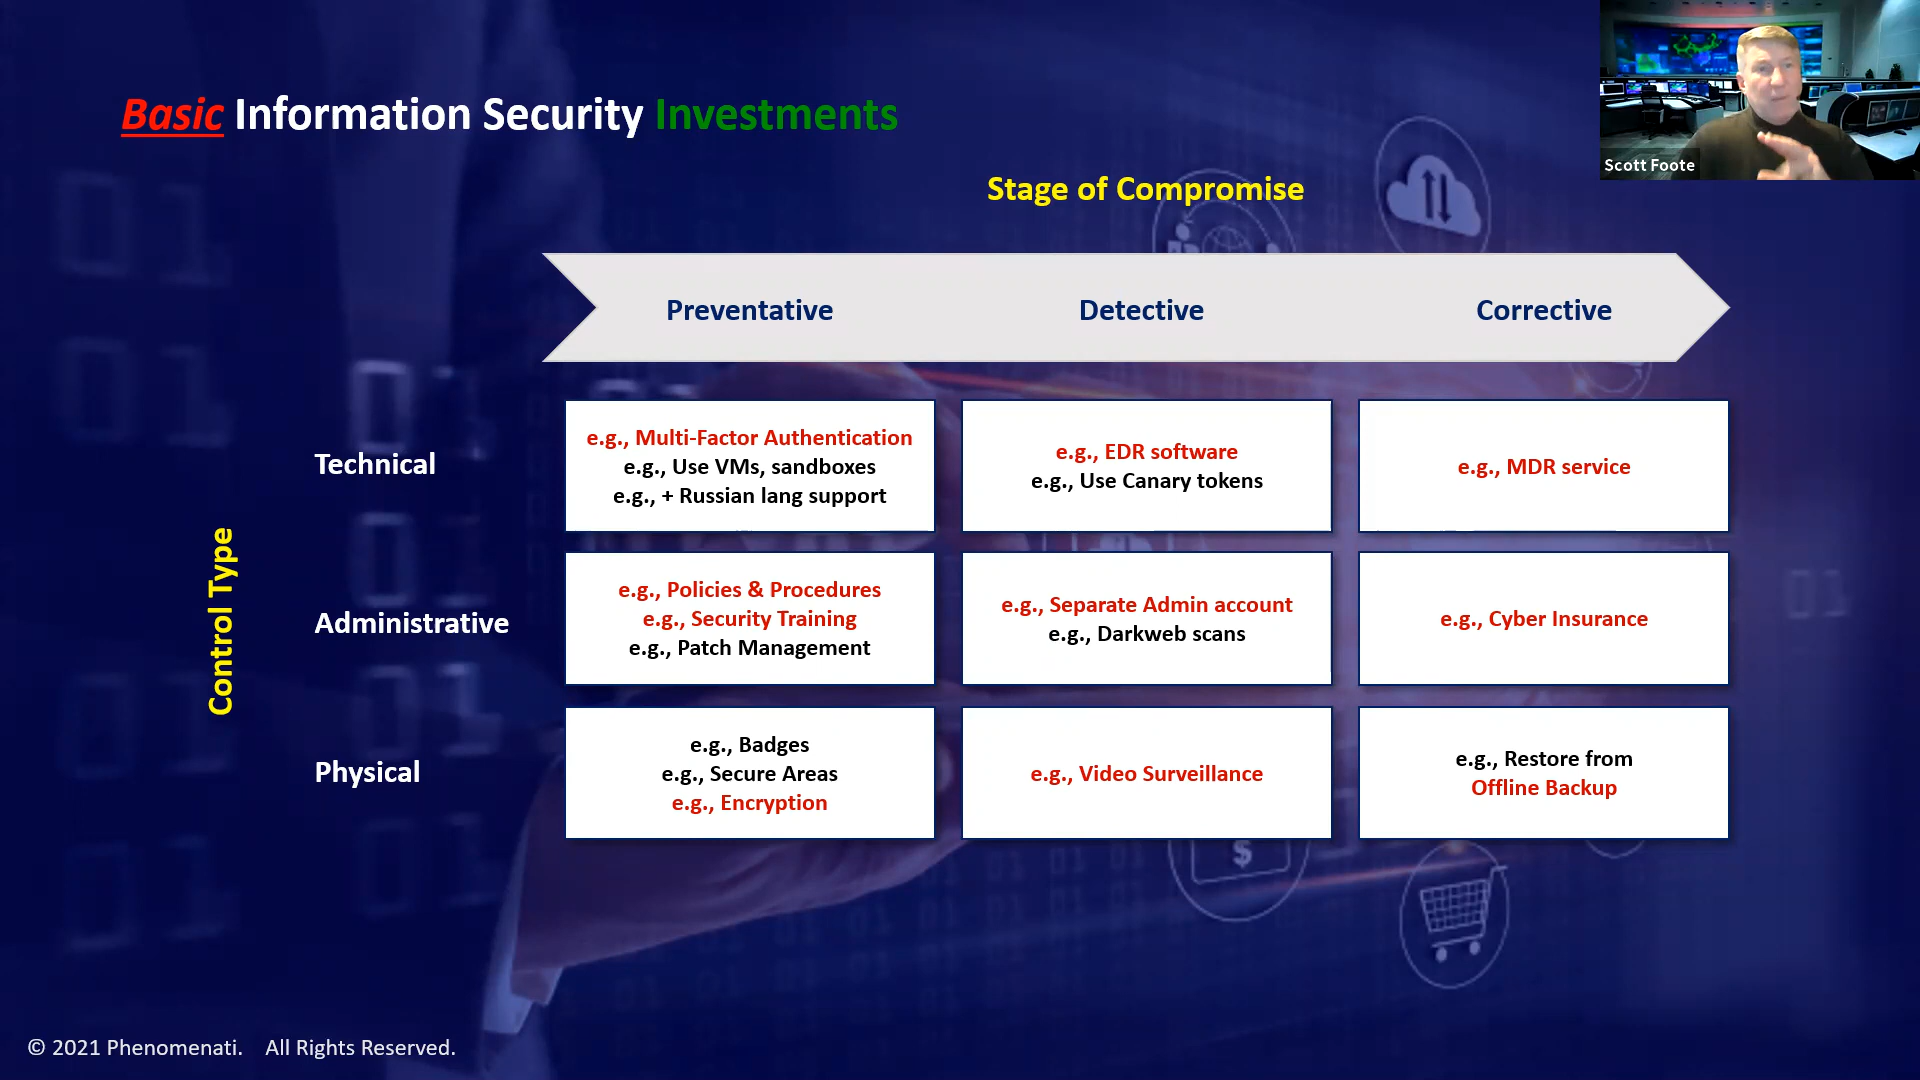 Basic Information Security Investments
Scott Foote
Stage of Compromise
Preventative
Detective
Corrective
Control Type
Technical
e.g., Multi-Factor Authentication
e.g., Use VMs, sandboxes
e.g., + Russian lang support
e.g., EDR software
e.g., Use Canary tokens
e.g., MDR service
Administrative
e.g., Policies & Procedures
e.g., Security Training
e.g., Patch Management
e.g., Separate Admin account
e.g., Darkweb scans
e.g., Cyber Insurance
Physical
e.g., Badges
e.g., Secure Areas
e.g., Encryption
e.g., Video Surveillance
e.g., Restore from
Offline Backup
© 2021 Phenomenati. All Rights Reserved.